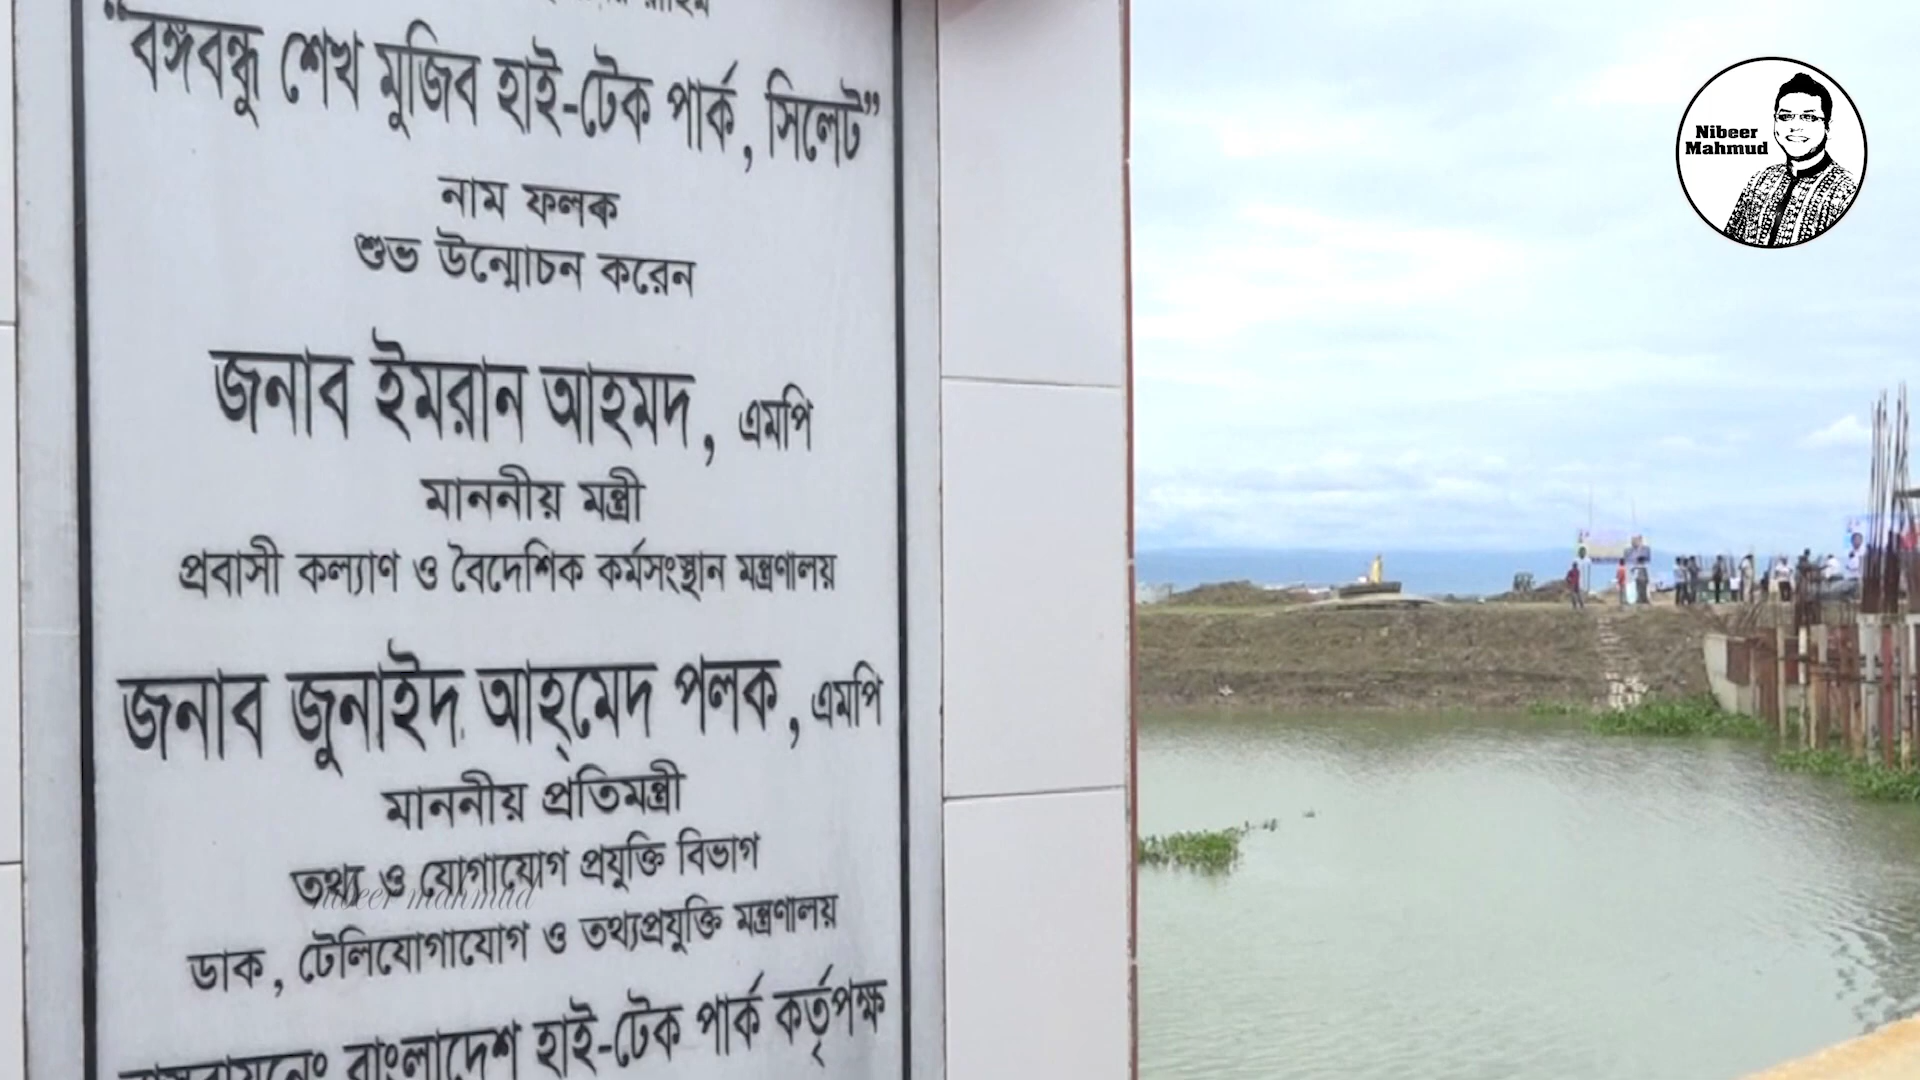 “বঙ্গবন্ধু শেখ মুজিব হাই-টেক পার্ক, সিলেট”
নাম ফলক
শুভ উন্মোচন করেন
জনাব ইমরান আহমদ, এমপি
মাননীয় মন্ত্রী
প্রবাসী কল্যাণ ও বৈদেশিক কর্মসংস্থান মন্ত্রণালয়
জনাব জুনাইদ আহ্‌মেদ পলক, এমপি
মাননীয় প্রতিমন্ত্রী
তথ্য ও যোগাযোগ প্রযুক্তি বিভাগ
nibeer mahmud
ডাক, টেলিযোগাযোগ ও তথ্যপ্রযুক্তি মন্ত্রণালয়
বাংলাদেশ হাই-টেক পার্ক কর্তৃপক্ষ
Nibeer
Mahmud